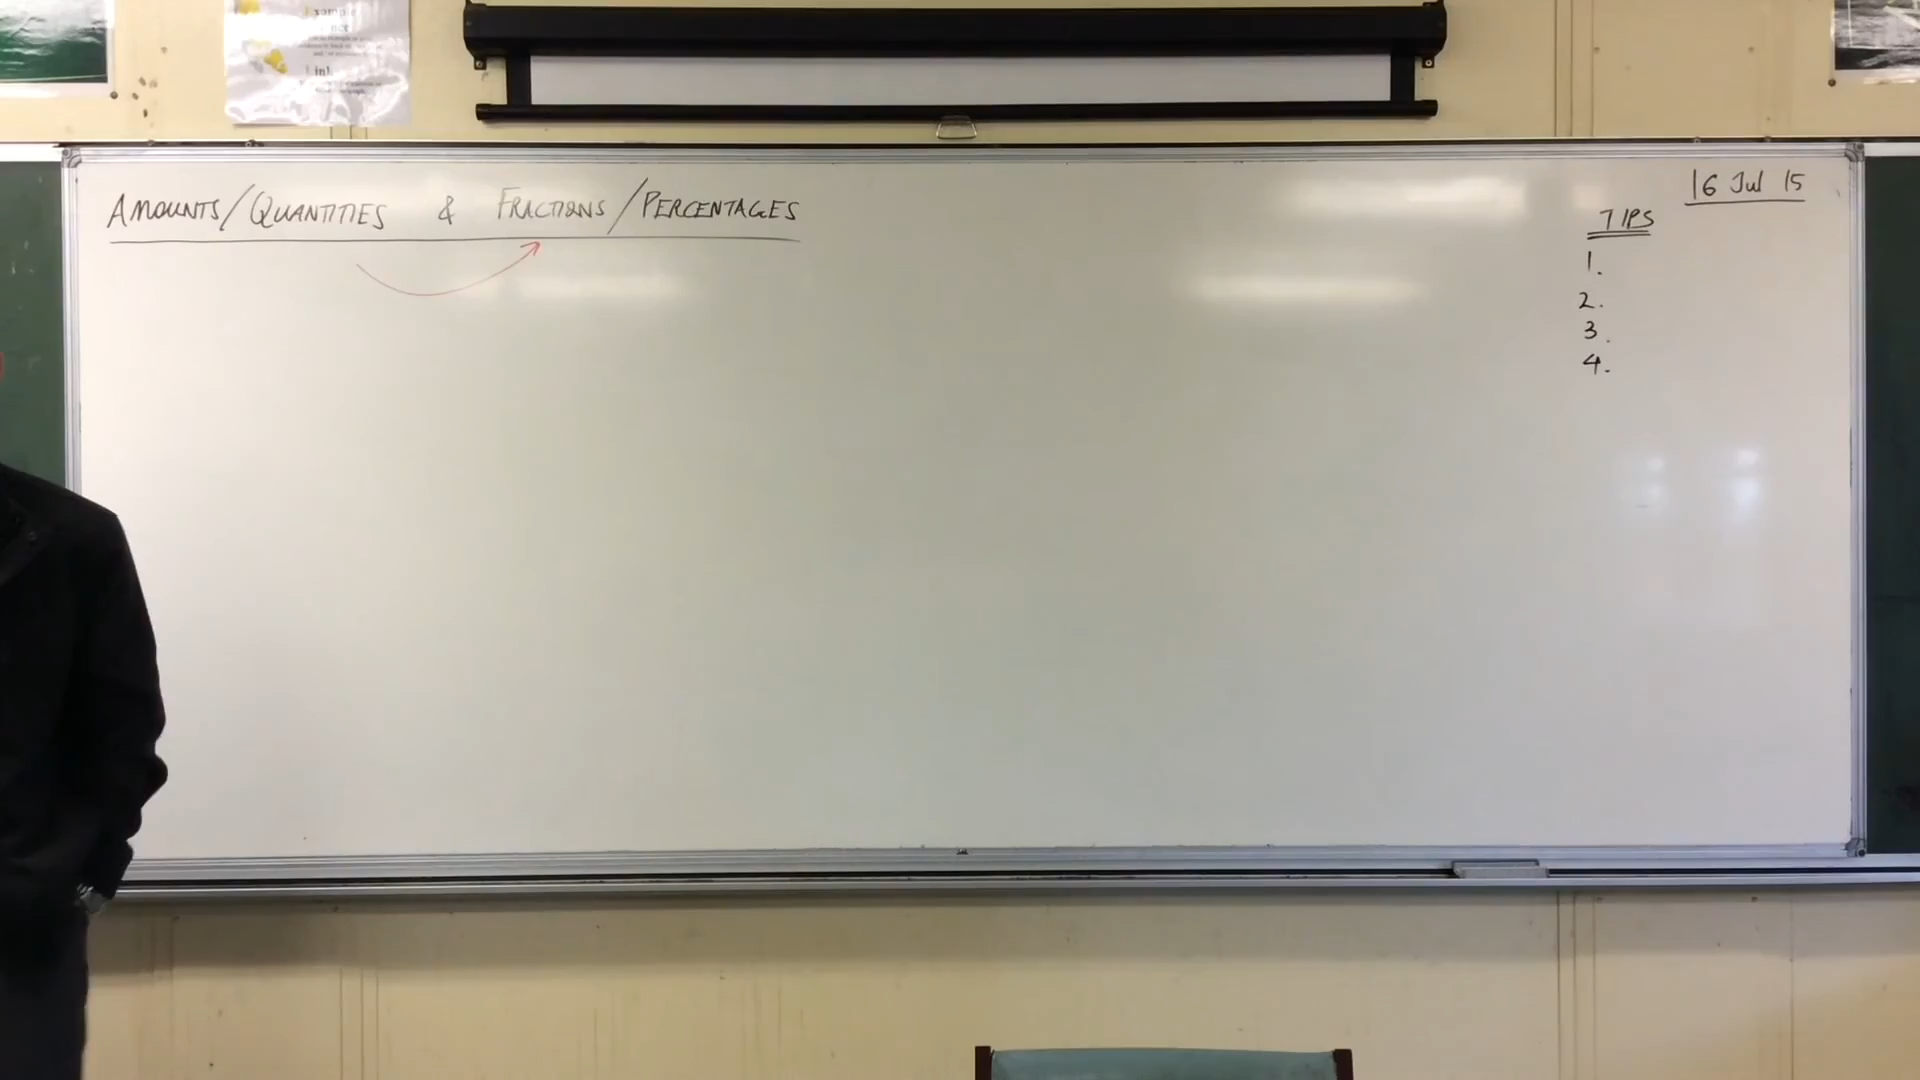 AMOUNTS/QUANTITIES & FRACTIONS/PERCENTAGES
16 Jul 15
TIPS
1.
2.
3.
4.